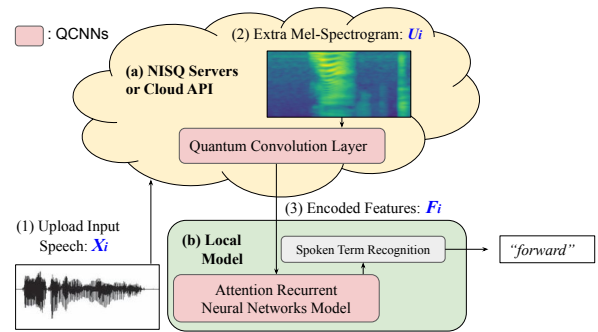 : QCNNs
(2) Extra Mel-Spectrogram: Ui
(a) NISQ Servers
or Cloud API
Quantum Convolution Layer
(1) Upload Input
Speech: Xi
(3) Encoded Features: Fi
(b) Local
Model
Spoken Term Recognition
“forward”
Attention Recurrent
Neural Networks Model